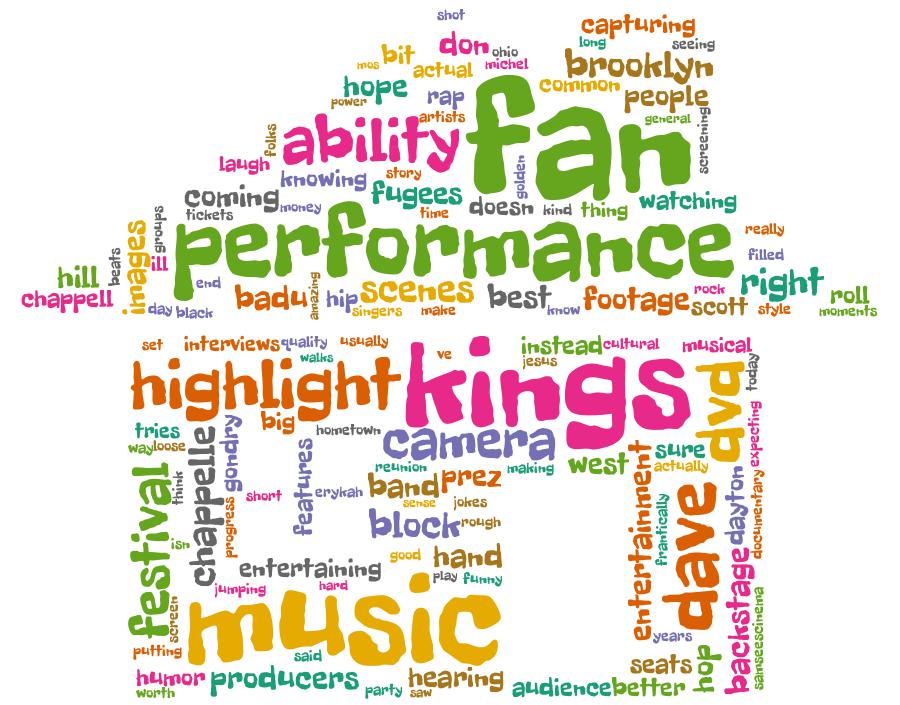 shot
capturing
don ohio long seeing
mos bit actual michel brooklyn
hope common people
power rap fan
artists general screening
folks ability
laugh story golden
knowing
coming fugees watching
tickets money time doesn kind thing
groups performance really
images
beats ill filled
hill end right
chappell badu amazing hip scenes best footage rock roll
day black singers make know scott style moments
set interviews quality usually instead cultural musical
walks ve jesus today
highlight kings dvd
big
tries hometown camera expecting
way loose gondry west sure
reunion making actually
features band prez
think short erykah sense jokes
festival chappelle progress block rough entertainment frantically dave dayton documentary
isn good hand
entertaining play funny
jumping hard
screen music backstage
years samseescinema
putting said seats
humor producers hearing hop
worth party saw audience better